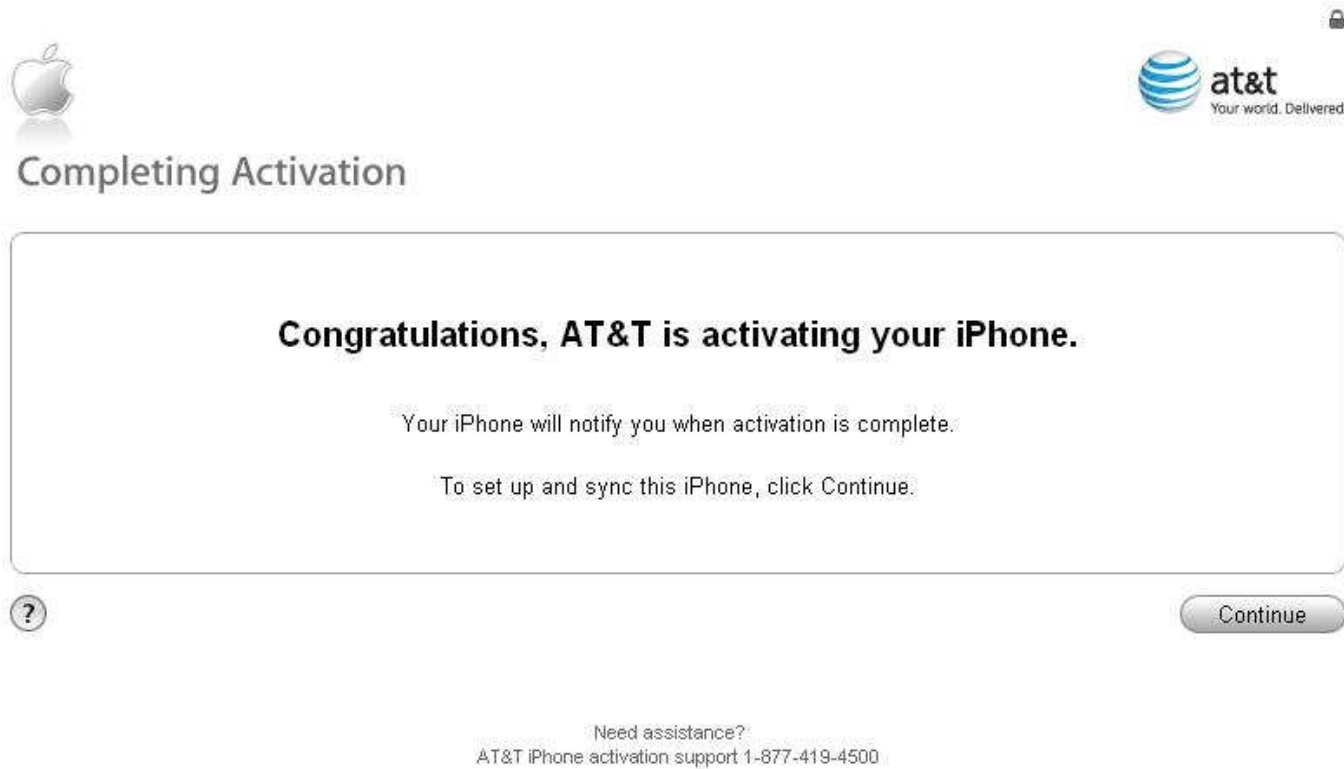 at&t
Your world. Delivered
Completing Activation
Congratulations, AT&T is activating your iPhone.
Your iPhone will notify you when activation is complete.
To set up and sync this iPhone, click Continue.
?
Continue
Need assistance?
AT&T iPhone activation support 1-877-419-4500